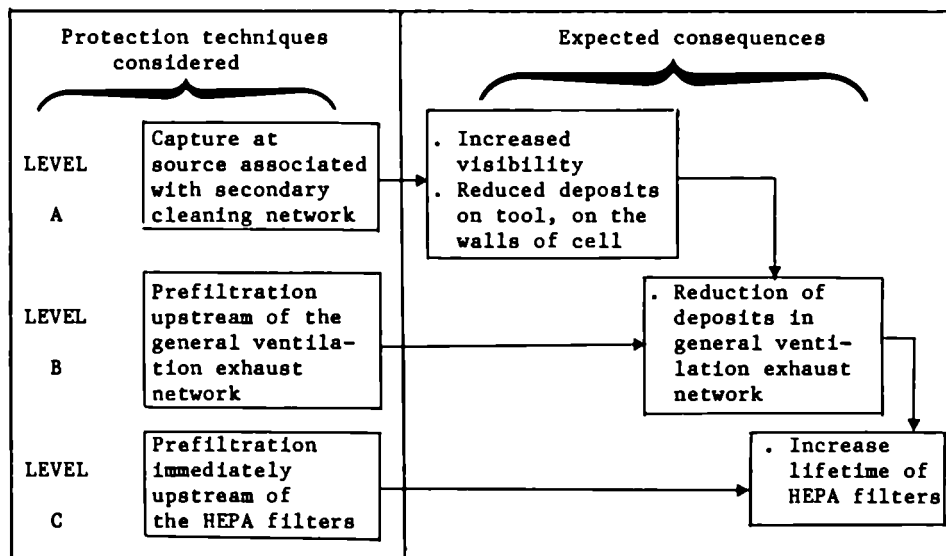 Protection techniques
considered
Expected consequences
LEVEL
A
Capture at
source associated
with secondary
cleaning network
. Increased
visibility
. Reduced deposits
on tool, on the
walls of cell
LEVEL
B
Prefiltration
upstream of the
general ventila-
tion exhaust
network
. Reduction of
deposits in
general venti-
lation exhaust
network
LEVEL
C
Prefiltration
immediately
upstream of
the HEPA filters
. Increase
lifetime of
HEPA filters